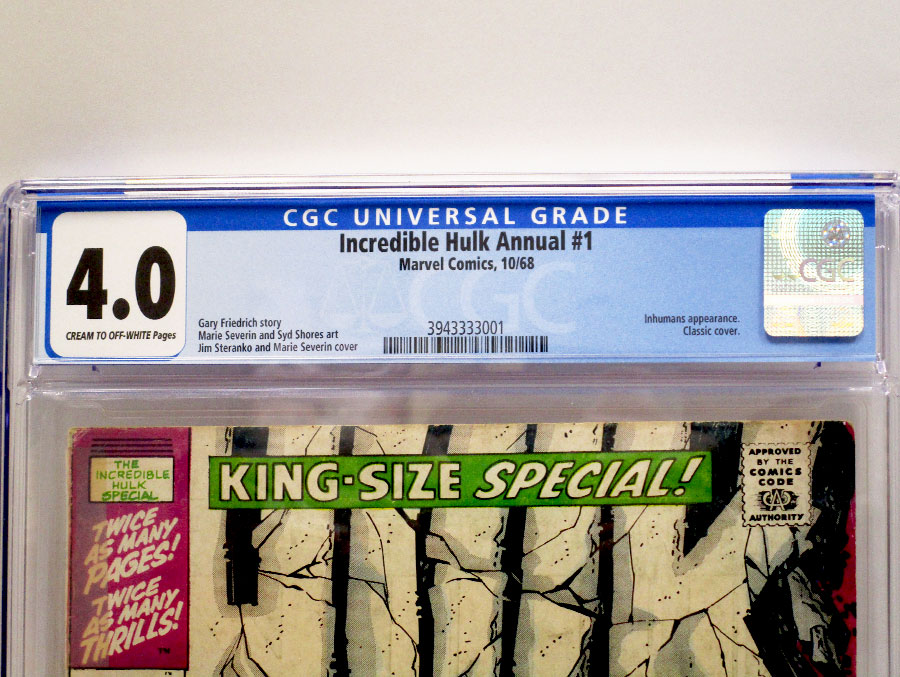 CGC UNIVERSAL GRADE
Incredible Hulk Annual #1
Marvel Comics, 10/68
4.0
CREAM TO OFF-WHITE Pages
Gary Friedrich story
Marie Severin and Syd Shores art
Jim Steranko and Marie Severin cover
3943333001
Inhumans appearance.
Classic cover.
CGC
CGC
THE
INCREDIBLE
HULK
SPECIAL
TWICE
AS MANY
PAGES!
TWICE
AS MANY
THRILLS!
TM
KING-SIZE SPECIAL!
APPROVED
BY THE
COMICS
CODE
CA
AUTHORITY